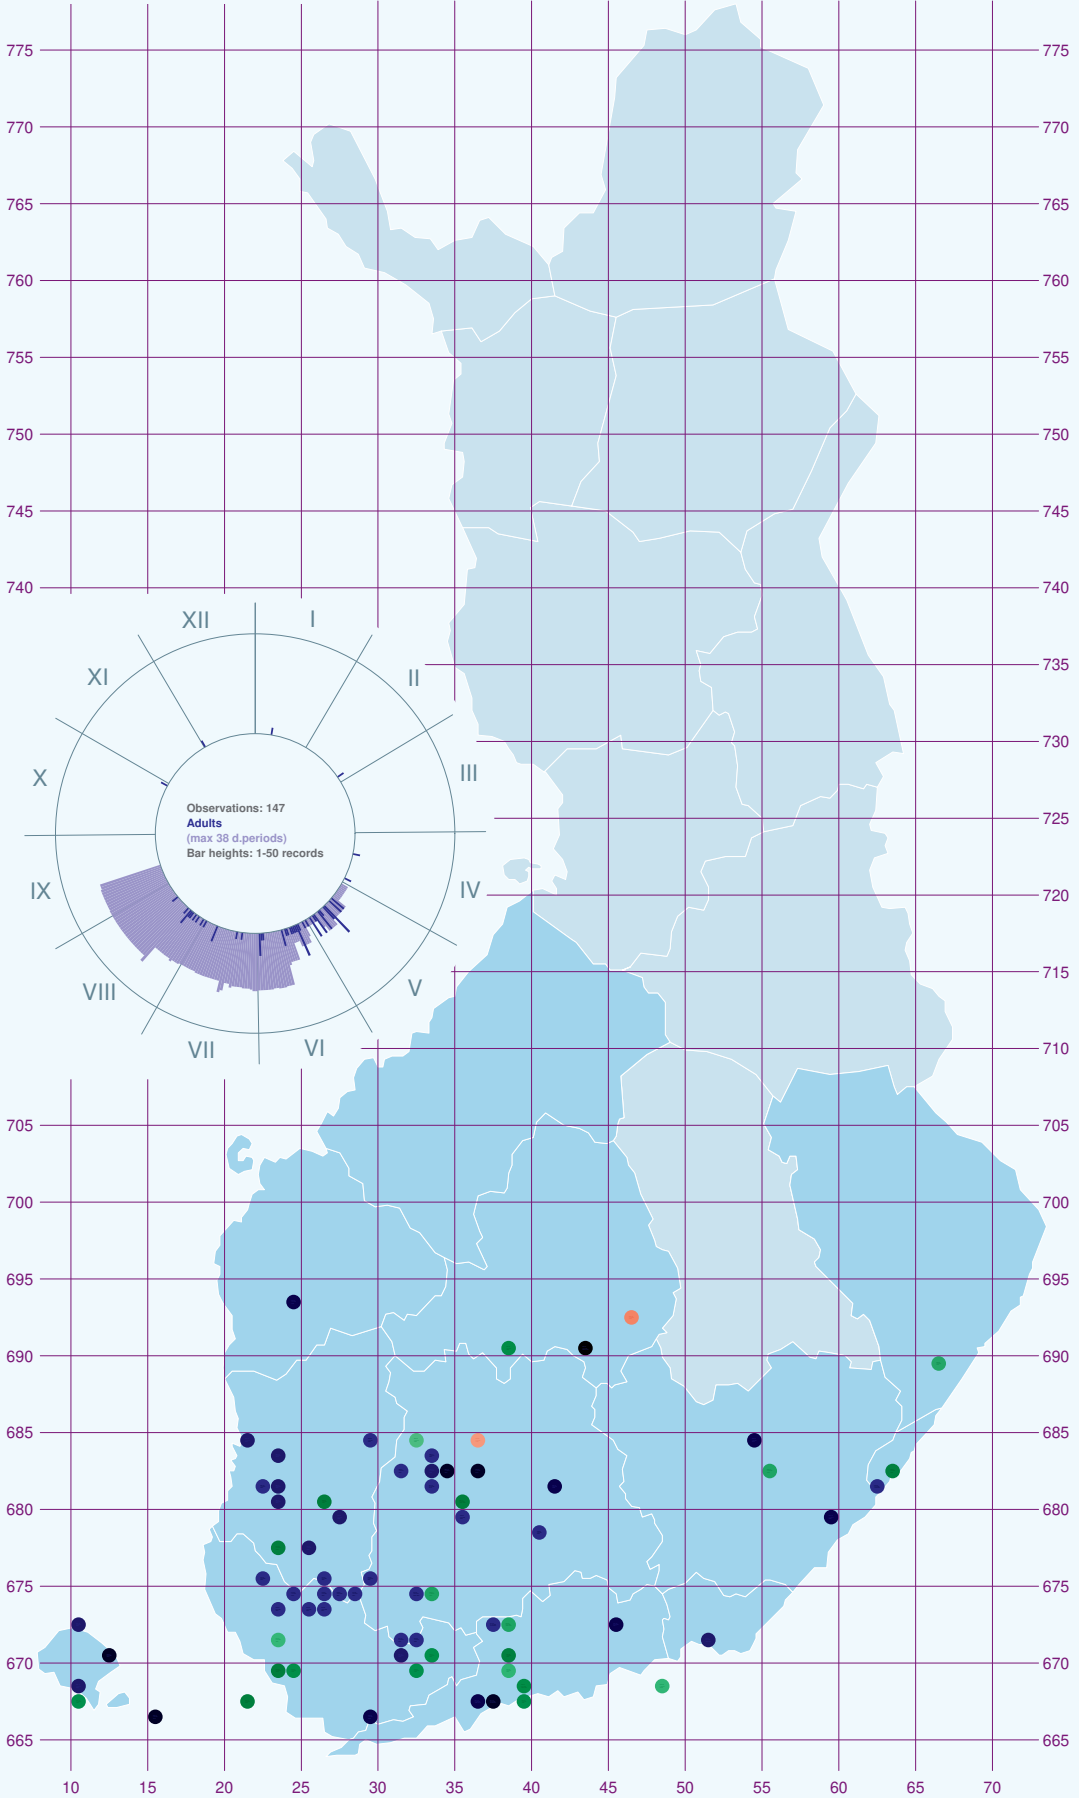 775 775
770 770
765 765
760 760
755 755
750 750
745 745
740 740
XII I
XI II
735
730
X III
Observations: 147
Adults
(max 38 d.periods)
Bar heights: 1-50 records
725
IX IV
720
715
VIII V
VII VI
710
705 705
700 700
695 695
690 690
685 685
680 680
675 675
670 670
665 665
10 15 20 25 30 35 40 45 50 55 60 65 70